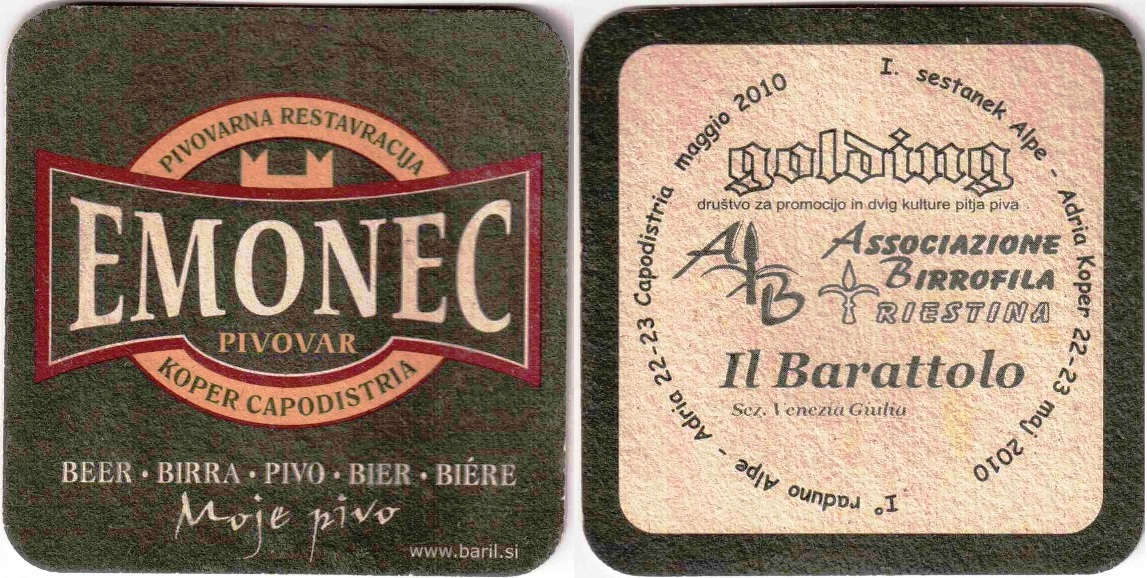 PIVOVARNA RESTAVRACIJA
EMONEC
PIVOVAR
KOPER CAPODISTRIA
BEER · BIRRA · PIVO · BIER · BIÉRE
Moje pivo
www.baril.si
I. sestanek Alpe - Adria Koper 22-23 maj 2010
I° raduno Alpe - Adria 22-23 Capodistria maggio 2010
golding
društvo za promocijo in dvig kulture pitja piva
AB
ASSOCIAZIONE
BIRROFILA
TRIESTINA
Il Barattolo
Sez. Venezia Giulia